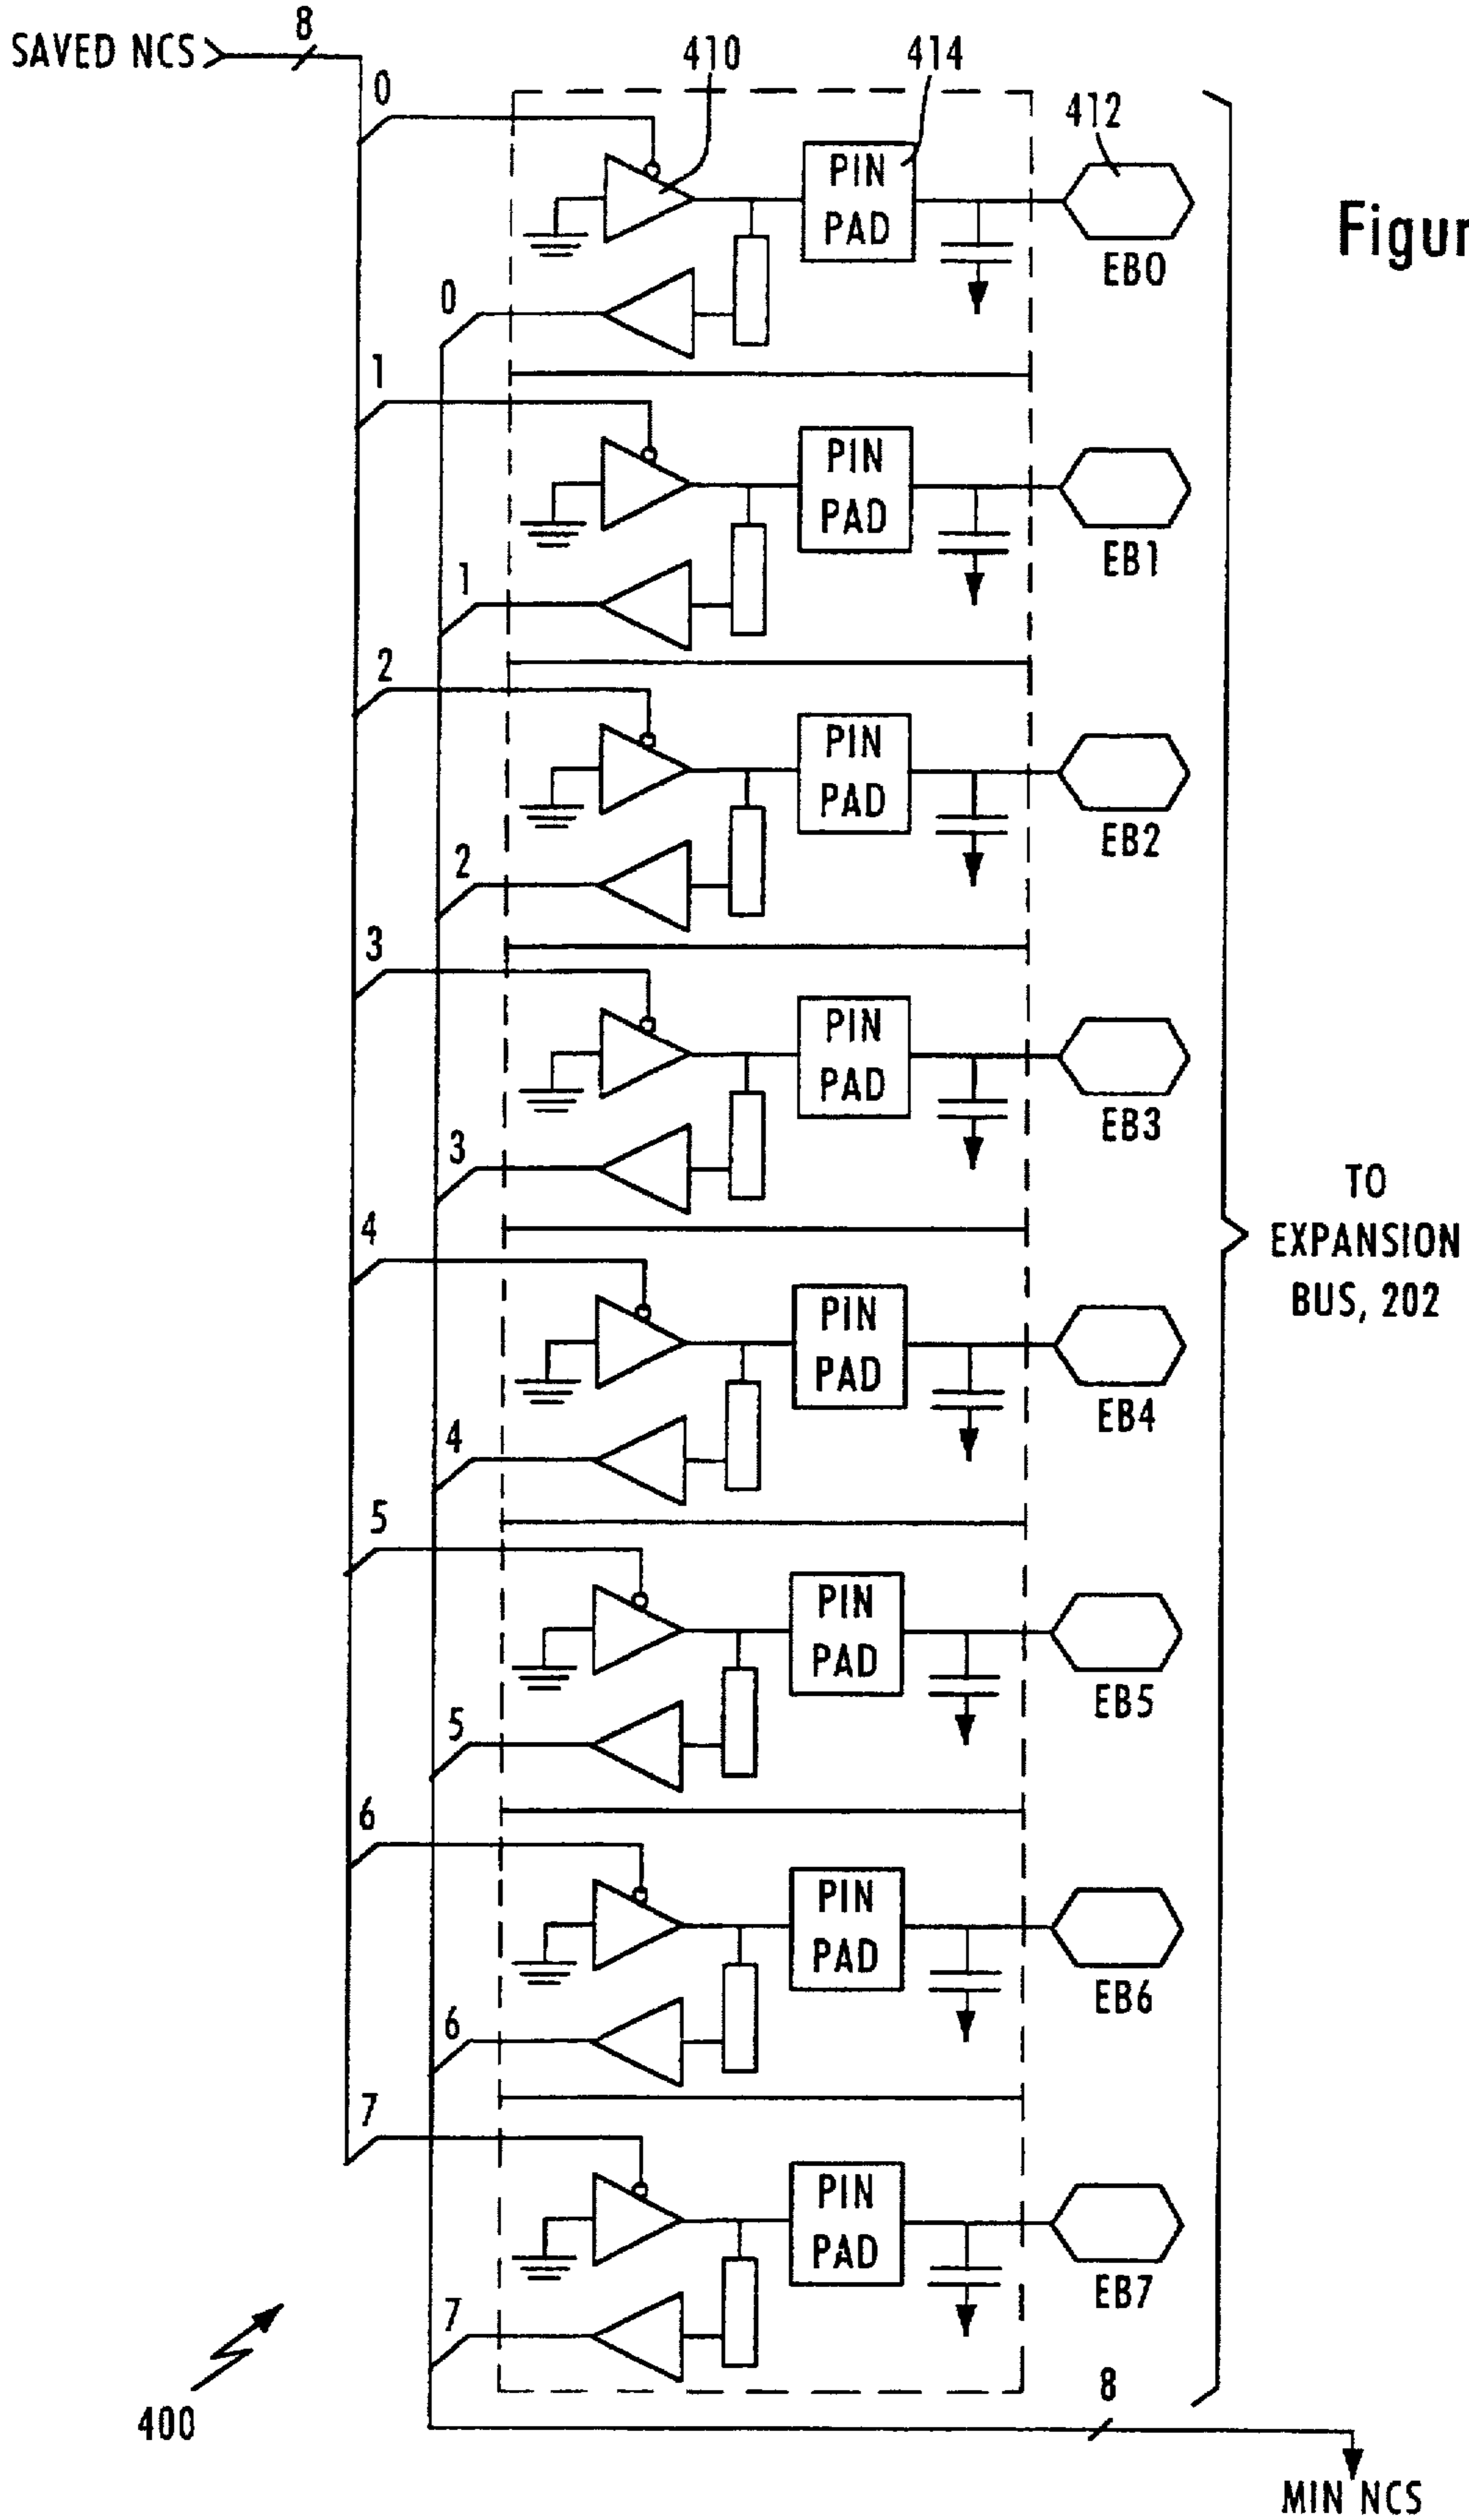 SAVED NCS
8
0
410
414
412
PIN
PAD
EB0
Figur
0
1
PIN
PAD
EB1
1
2
PIN
PAD
EB2
2
3
PIN
PAD
EB3
3
TO
EXPANSION
BUS, 202
4
PIN
PAD
EB4
4
5
PIN
PAD
EB5
5
6
PIN
PAD
EB6
6
7
PIN
PAD
EB7
7
400
8
MIN NCS